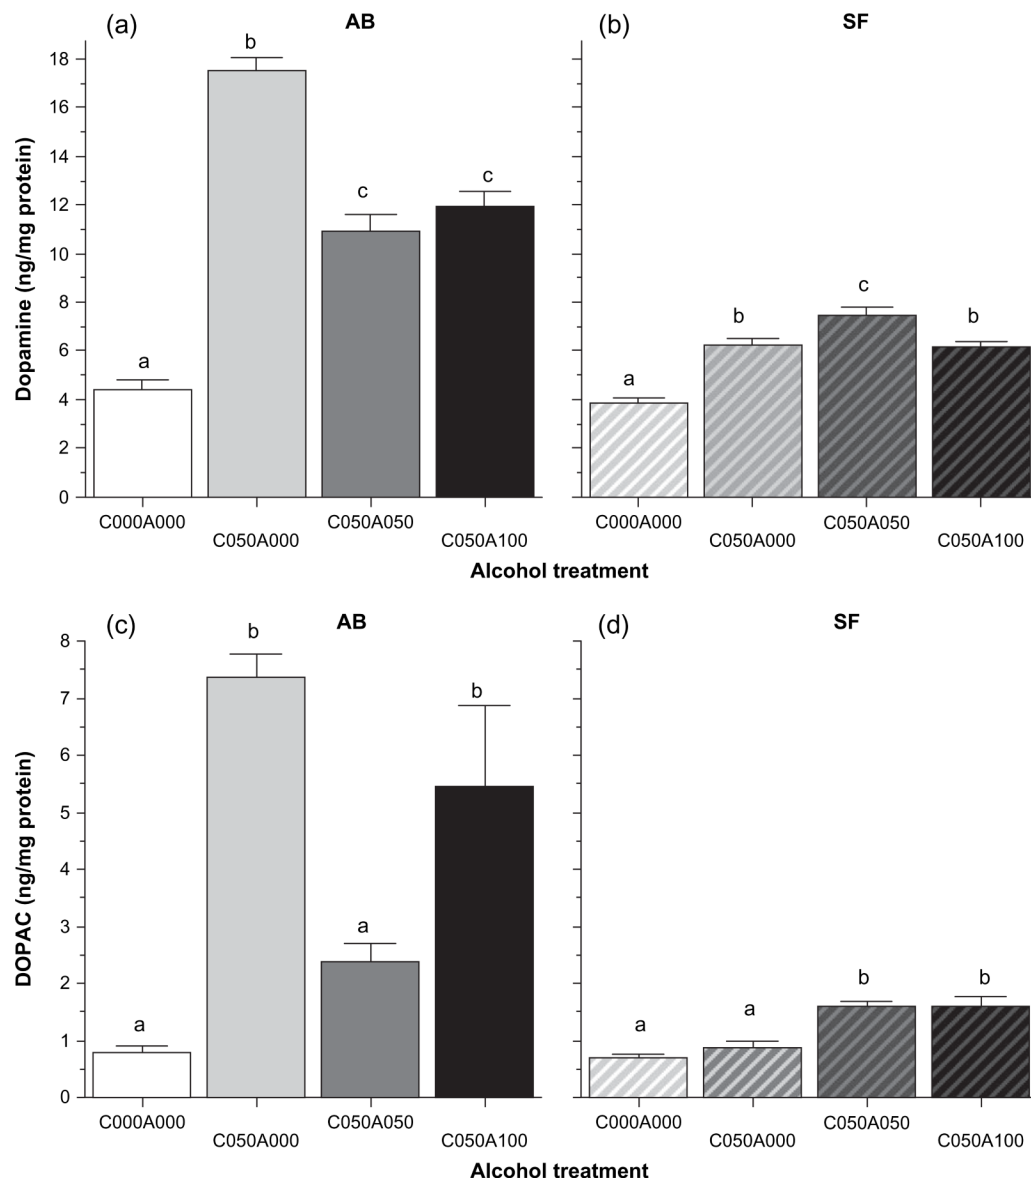 (a) AB (b) SF
Dopamine (ng/mg protein)
18
16
14
12
10
8
6
4
2
0
b
c
c
a
c
b
b
a
C000A000 C050A050 C000A000 C050A050
C050A000 C050A100 C050A000 C050A100
Alcohol treatment
(c) AB (d) SF
DOPAC (ng/mg protein)
8
7
6
5
4
3
2
1
0
b
b
a
a
b
b
a
a
C000A000 C050A050 C000A000 C050A050
C050A000 C050A100 C050A000 C050A100
Alcohol treatment